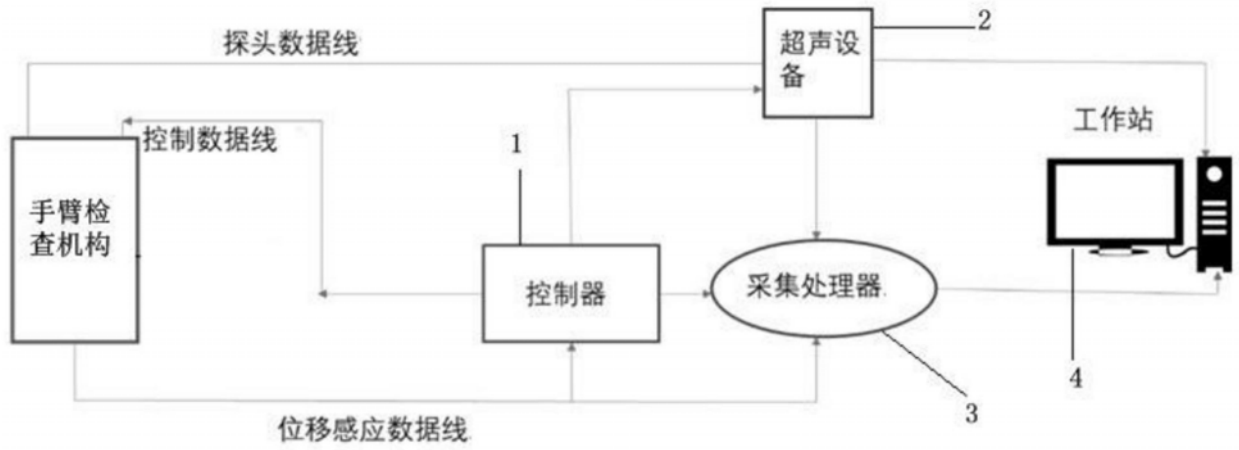 2
探头数据线
超声设
备
工作站
控制数据线
1
手臂检
查机构
控制器
采集处理器
4
3
位移感应数据线